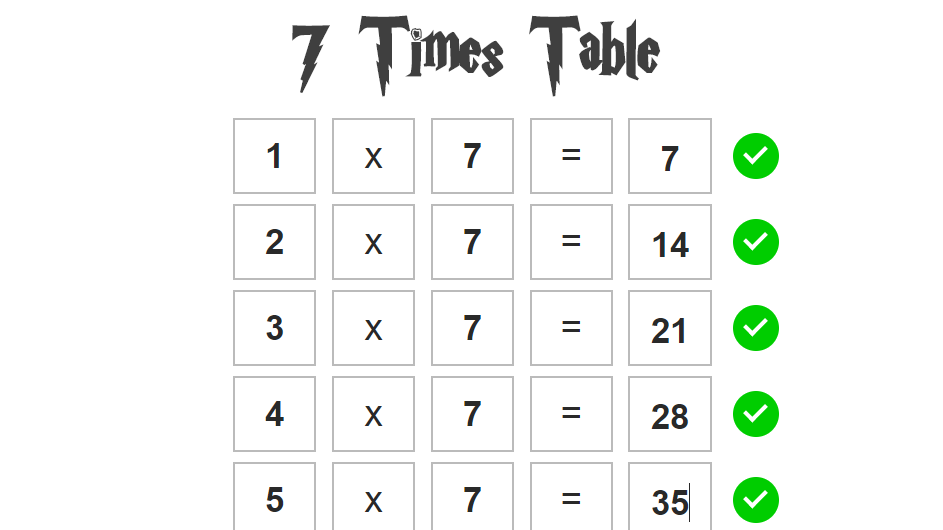 7 Times Table
1 x 7 = 7
2 x 7 = 14
3 x 7 = 21
4 x 7 = 28
5 x 7 = 35